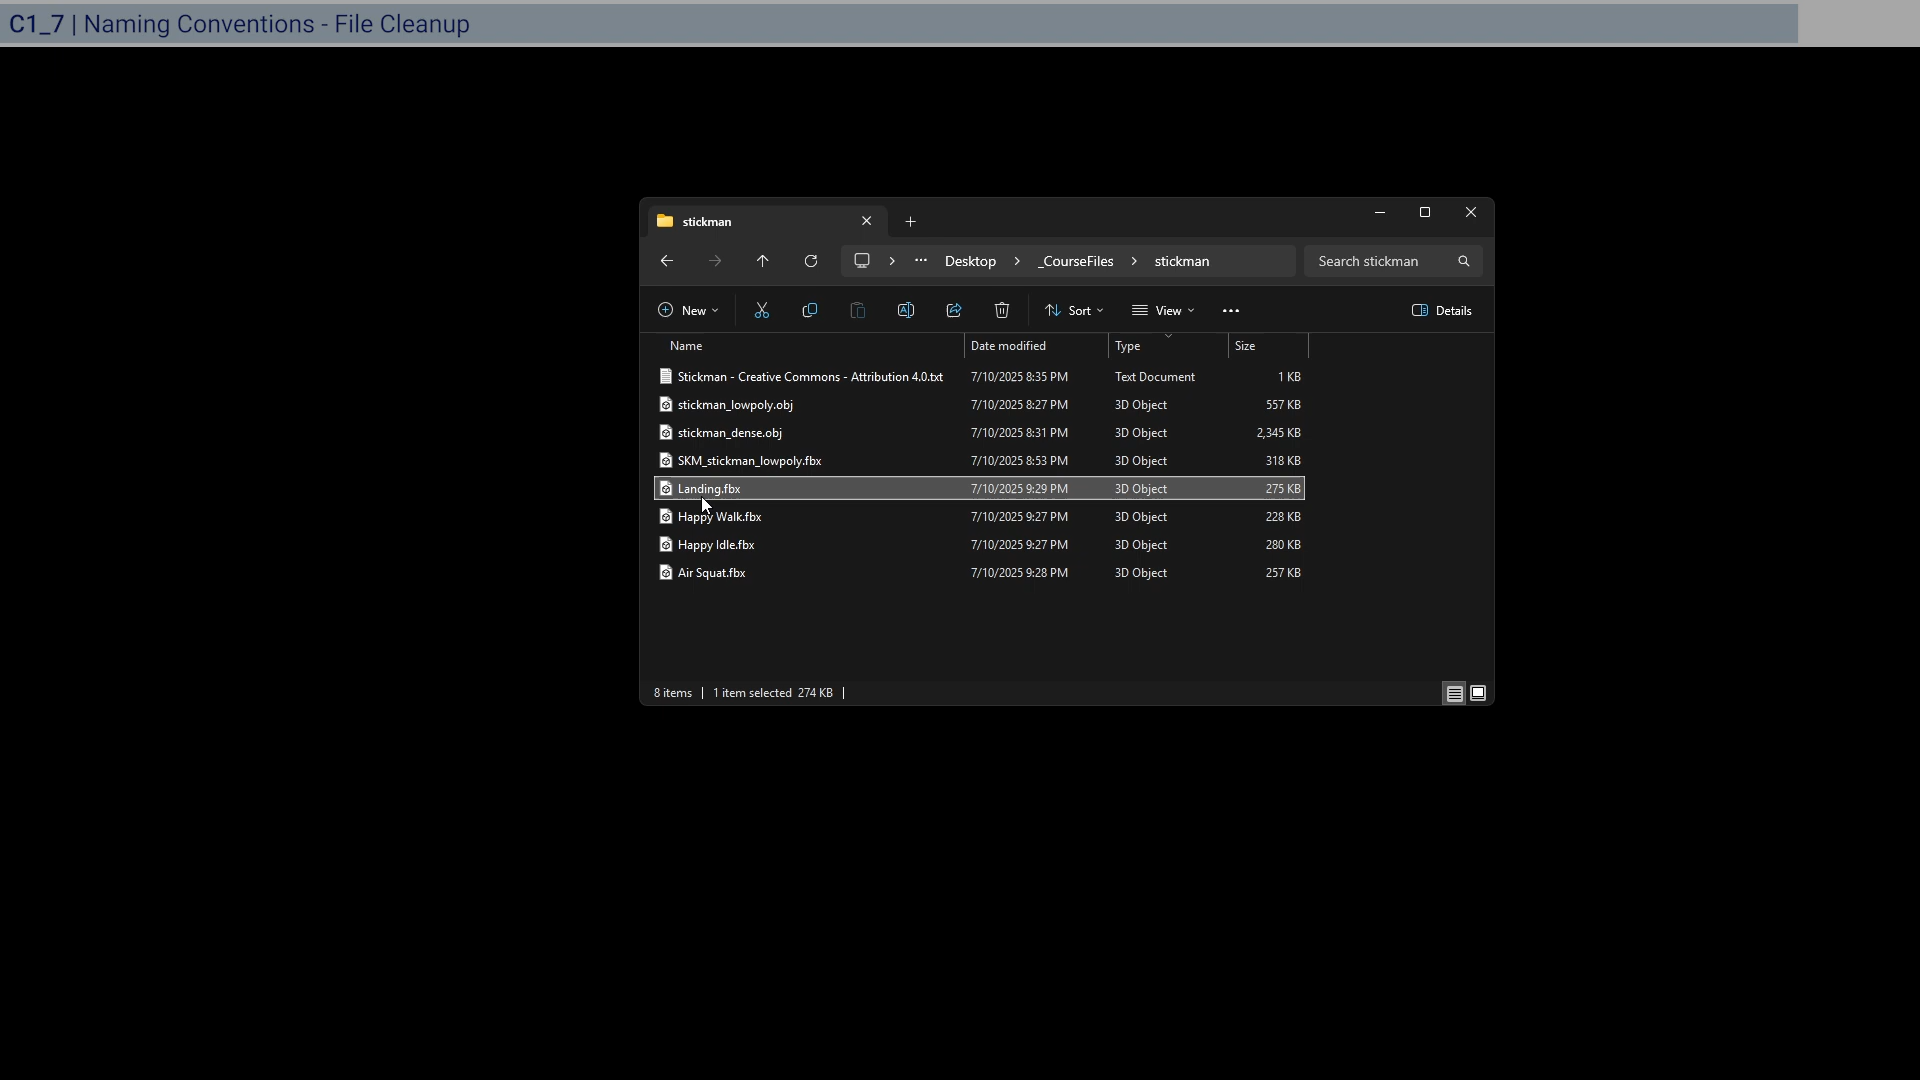 C1_7 | Naming Conventions - File Cleanup
stickman
Desktop > _CourseFiles > stickman
Search stickman
New
Sort
View
Details
Name Date modified Type Size
Stickman - Creative Commons - Attribution 4.0.txt 7/10/2025 8:35 PM Text Document 1 KB
stickman_lowpoly.obj 7/10/2025 8:27 PM 3D Object 557 KB
stickman_dense.obj 7/10/2025 8:31 PM 3D Object 2,345 KB
SKM_stickman_lowpoly.fbx 7/10/2025 8:53 PM 3D Object 318 KB
Landing.fbx 7/10/2025 9:29 PM 3D Object 275 KB
Happy Walk.fbx 7/10/2025 9:27 PM 3D Object 228 KB
Happy Idle.fbx 7/10/2025 9:27 PM 3D Object 280 KB
Air Squat.fbx 7/10/2025 9:28 PM 3D Object 257 KB
8 items | 1 item selected 274 KB |